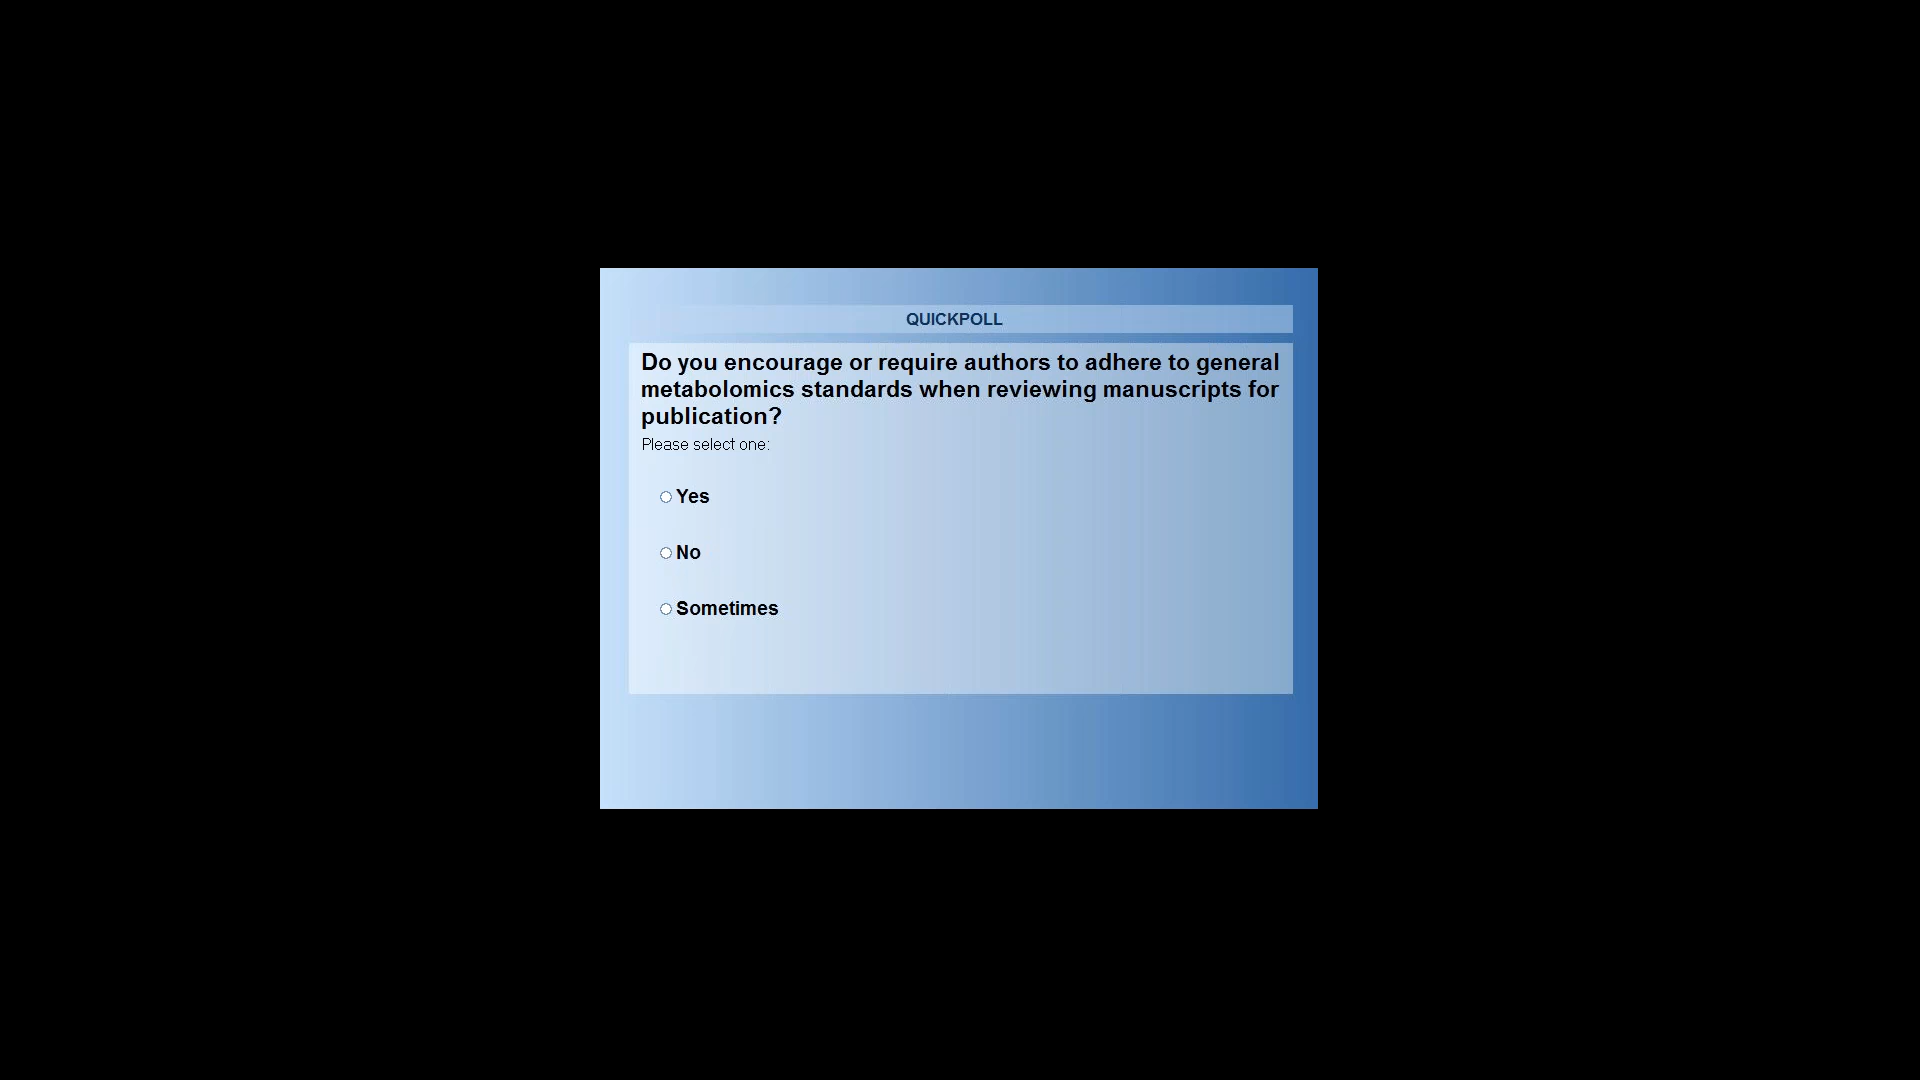 QUICKPOLL
Do you encourage or require authors to adhere to general
metabolomics standards when reviewing manuscripts for
publication?
Please select one:
Yes
No
Sometimes